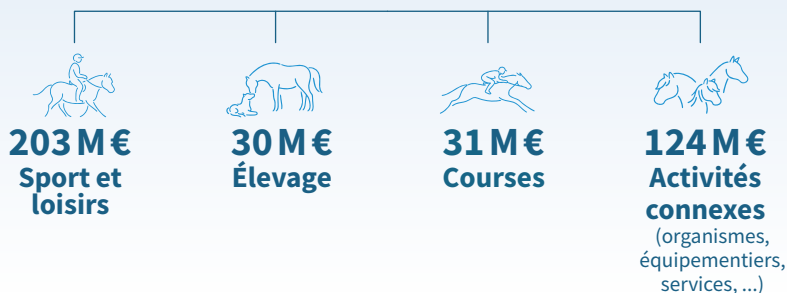 203 M €
Sport et
loisirs
30 M €
Élevage
31 M €
Courses
124 M €
Activités
connexes
(organismes,
équipementiers,
services, ...)